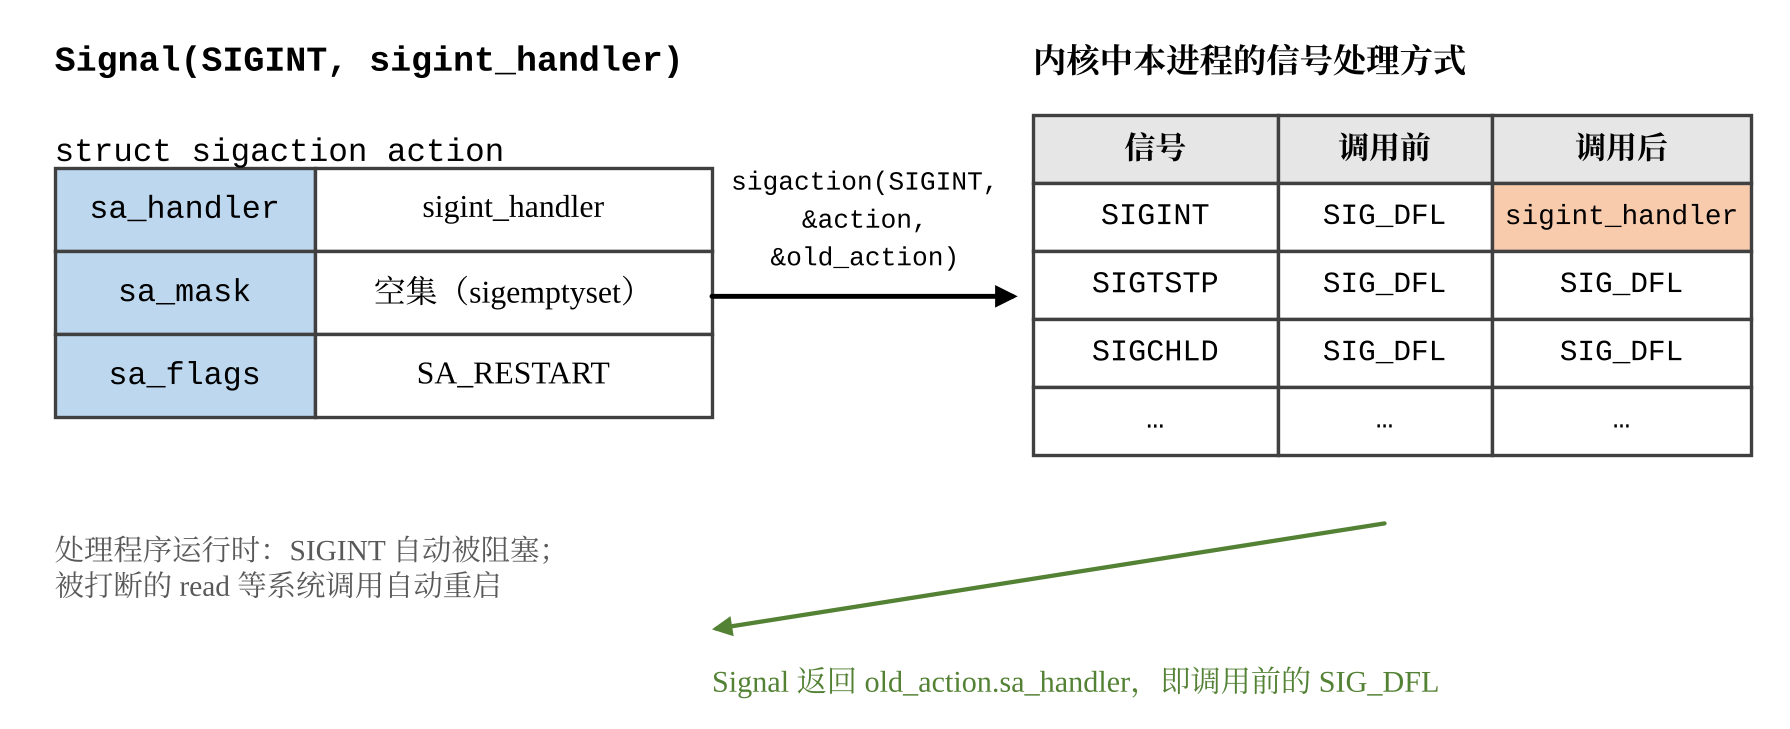 Signal(SIGINT, sigint_handler)
struct sigaction action
sa_handler sigint_handler
sa_mask 空集（sigemptyset）
sa_flags SA_RESTART
sigaction(SIGINT,
&action,
&old_action)
内核中本进程的信号处理方式
信号 调用前 调用后
SIGINT SIG_DFL sigint_handler
SIGTSTP SIG_DFL SIG_DFL
SIGCHLD SIG_DFL SIG_DFL
… … …
处理程序运行时：SIGINT 自动被阻塞；
被打断的 read 等系统调用自动重启
Signal 返回 old_action.sa_handler，即调用前的 SIG_DFL